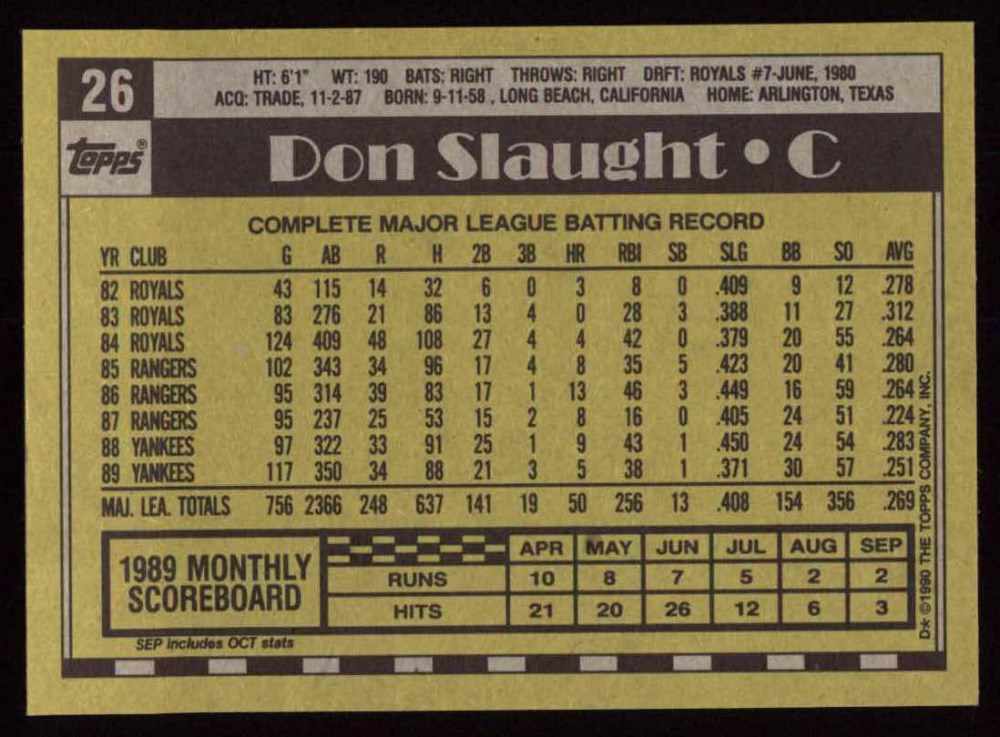 26
HT: 6'1" WT: 190 BATS: RIGHT THROWS: RIGHT DRFT: ROYALS #7-JUNE, 1980
ACQ: TRADE, 11-2-87 BORN: 9-11-58, LONG BEACH, CALIFORNIA HOME: ARLINGTON, TEXAS
Topps®
Don Slaught • C
COMPLETE MAJOR LEAGUE BATTING RECORD
YR CLUB G AB R H 2B 3B HR RBI SB SLG BB SO AVG
82 ROYALS 43 115 14 32 6 0 3 8 0 .409 9 12 .278
83 ROYALS 83 276 21 86 13 4 0 28 3 .388 11 27 .312
84 ROYALS 124 409 48 108 27 4 4 42 0 .379 20 55 .264
85 RANGERS 102 343 34 96 17 4 8 35 5 .423 20 41 .280
86 RANGERS 95 314 39 83 17 1 13 46 3 .449 16 59 .264
87 RANGERS 95 237 25 53 15 2 8 16 0 .405 24 51 .224
88 YANKEES 97 322 33 91 25 1 9 43 1 .450 24 54 .283
89 YANKEES 117 350 34 88 21 3 5 38 1 .371 30 57 .251
MAJ. LEA. TOTALS 756 2366 248 637 141 19 50 256 13 .408 154 356 .269
1989 MONTHLY
SCOREBOARD
APR MAY JUN JUL AUG SEP
RUNS 10 8 7 5 2 2
HITS 21 20 26 12 6 3
SEP includes OCT stats
D* ©1990 THE TOPPS COMPANY, INC.